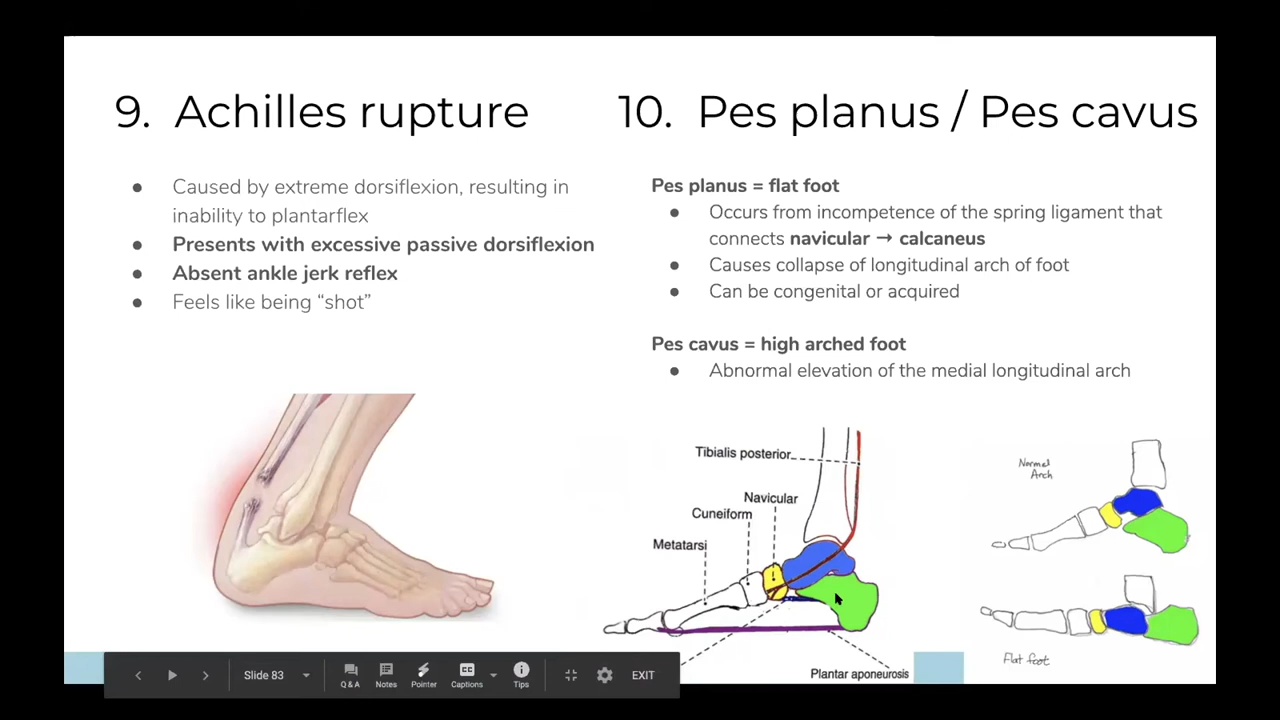 9. Achilles rupture
● Caused by extreme dorsiflexion, resulting in
inability to plantarflex
● Presents with excessive passive dorsiflexion
● Absent ankle jerk reflex
● Feels like being “shot”
10. Pes planus / Pes cavus
Pes planus = flat foot
● Occurs from incompetence of the spring ligament that
connects navicular → calcaneus
● Causes collapse of longitudinal arch of foot
● Can be congenital or acquired
Pes cavus = high arched foot
● Abnormal elevation of the medial longitudinal arch
Tibialis posterior
Navicular
Cuneiform
Metatarsi
Plantar aponeurosis
Normal
Arch
Flat foot
Slide 83
Q & A
Notes
Pointer
Captions
Tips
EXIT